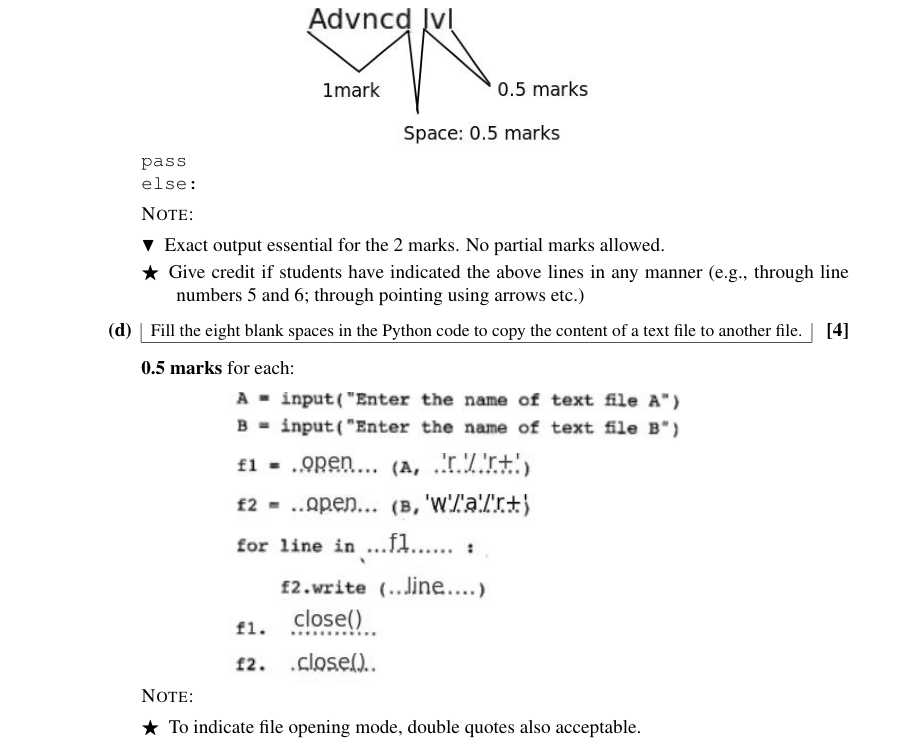 Advncd lvl
1mark
0.5 marks
Space: 0.5 marks
pass
else:
NOTE:
▼ Exact output essential for the 2 marks. No partial marks allowed.
★ Give credit if students have indicated the above lines in any manner (e.g., through line
numbers 5 and 6; through pointing using arrows etc.)
(d) Fill the eight blank spaces in the Python code to copy the content of a text file to another file. [4]
0.5 marks for each:
A = input("Enter the name of text file A")
B = input("Enter the name of text file B")
f1 = ..open... (A, ..'r'/'r+')
f2 = ..open... (B, 'w'/'a'/'r+')
for line in ...f1...... :
f2.write (..line....)
f1. close()
f2. .close()..
NOTE:
★ To indicate file opening mode, double quotes also acceptable.